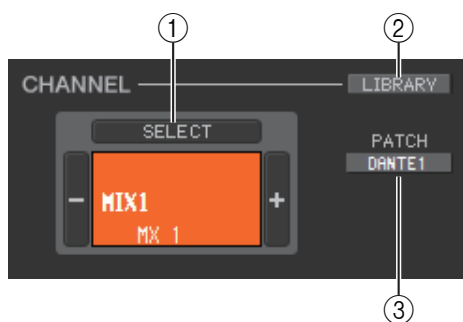 ① ②
CHANNEL LIBRARY
SELECT
PATCH
DANTE1
− MIX1 +
MX 1
③